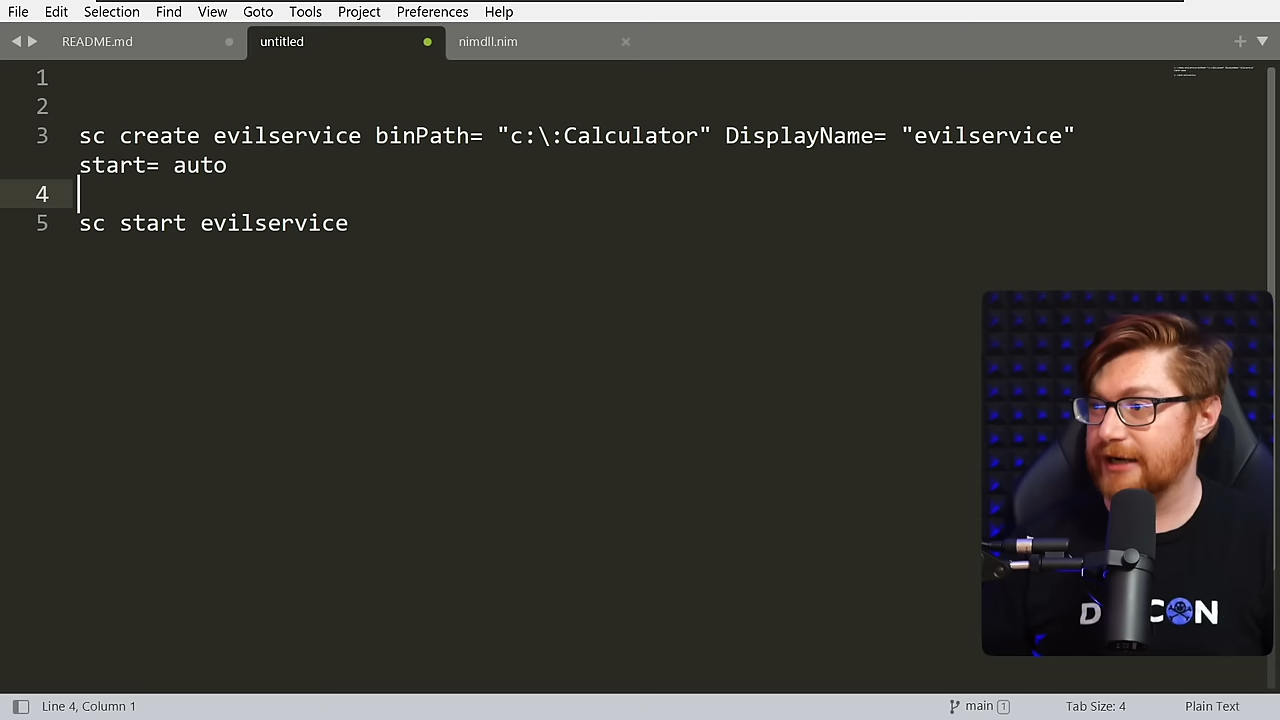 File Edit Selection Find View Goto Tools Project Preferences Help
README.md untitled nimdll.nim
1
2
3 sc create evilservice binPath= "c:\:Calculator" DisplayName= "evilservice"
start= auto
4
5 sc start evilservice
D CON
Line 4, Column 1 main 1 Tab Size: 4 Plain Text